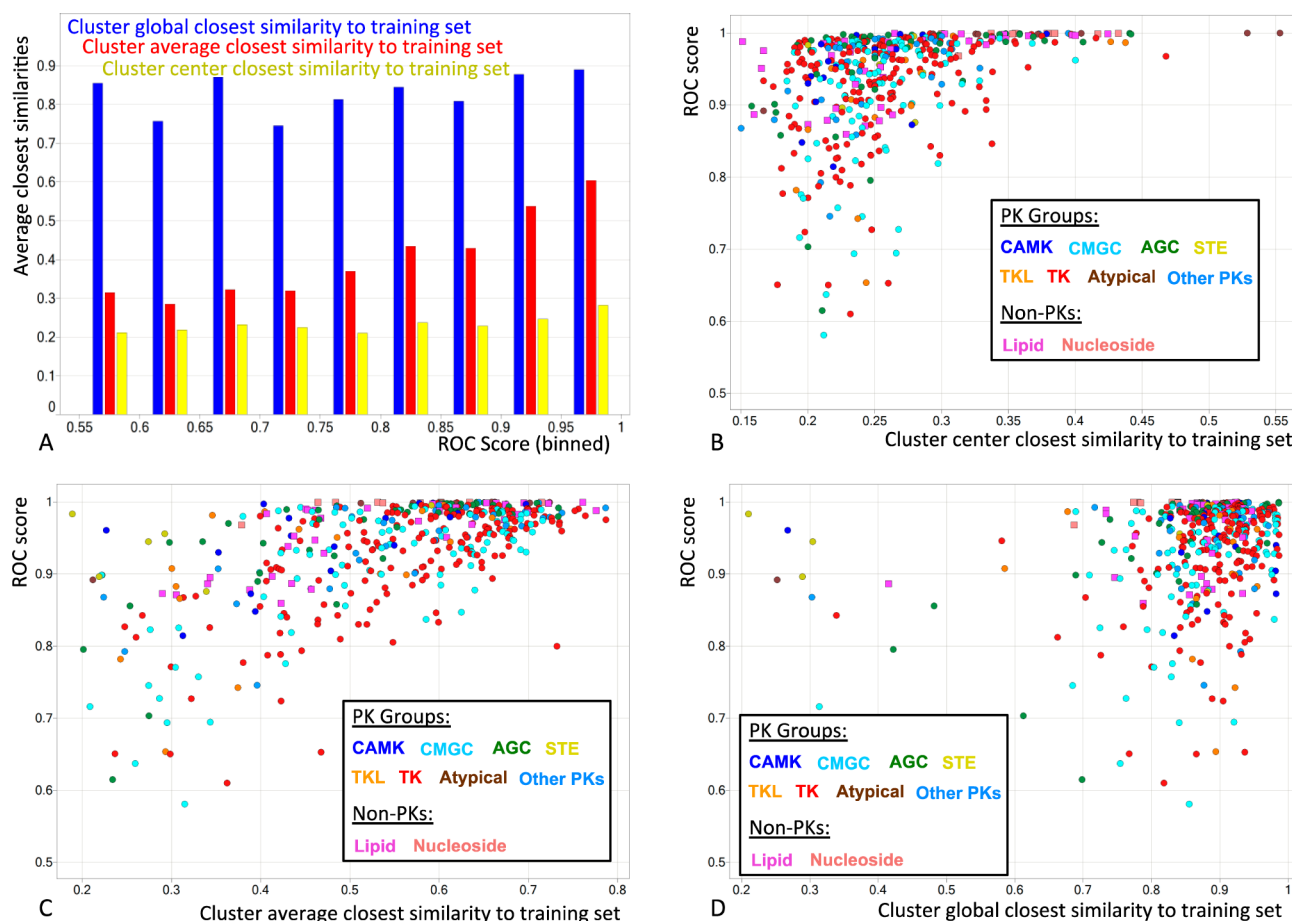 Cluster global closest similarity to training set
Cluster average closest similarity to training set
Cluster center closest similarity to training set
Average closest similarities
0.9
0.8
0.7
0.6
0.5
0.4
0.3
0.2
0.1
0
0.55 0.6 0.65 0.7 0.75 0.8 0.85 0.9 0.95 1
A
ROC Score (binned)
ROC score
1
0.9
0.8
0.7
0.6
0.5
PK Groups:
CAMK CMGC AGC STE
TKL TK Atypical Other PKs
Non-PKs:
Lipid Nucleoside
0.15 0.2 0.25 0.3 0.35 0.4 0.45 0.5 0.55
B
Cluster center closest similarity to training set
ROC score
1
0.9
0.8
0.7
0.6
0.5
PK Groups:
CAMK CMGC AGC STE
TKL TK Atypical Other PKs
Non-PKs:
Lipid Nucleoside
0.2 0.3 0.4 0.5 0.6 0.7 0.8
C
Cluster average closest similarity to training set
ROC score
1
0.9
0.8
0.7
0.6
0.5
PK Groups:
CAMK CMGC AGC STE
TKL TK Atypical Other PKs
Non-PKs:
Lipid Nucleoside
0.2 0.3 0.4 0.5 0.6 0.7 0.8 0.9 1
D
Cluster global closest similarity to training set